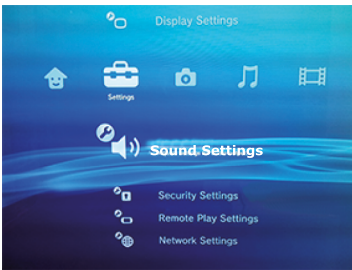 Display Settings
Settings
Sound Settings
Security Settings
Remote Play Settings
Network Settings